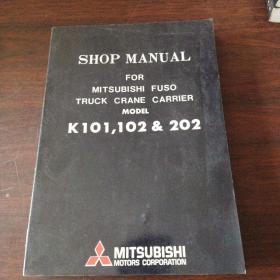 SHOP MANUAL
FOR
MITSUBISHI FUSO
TRUCK CRANE CARRIER
MODEL
K101,102 & 202
MITSUBISHI
MOTORS CORPORATION